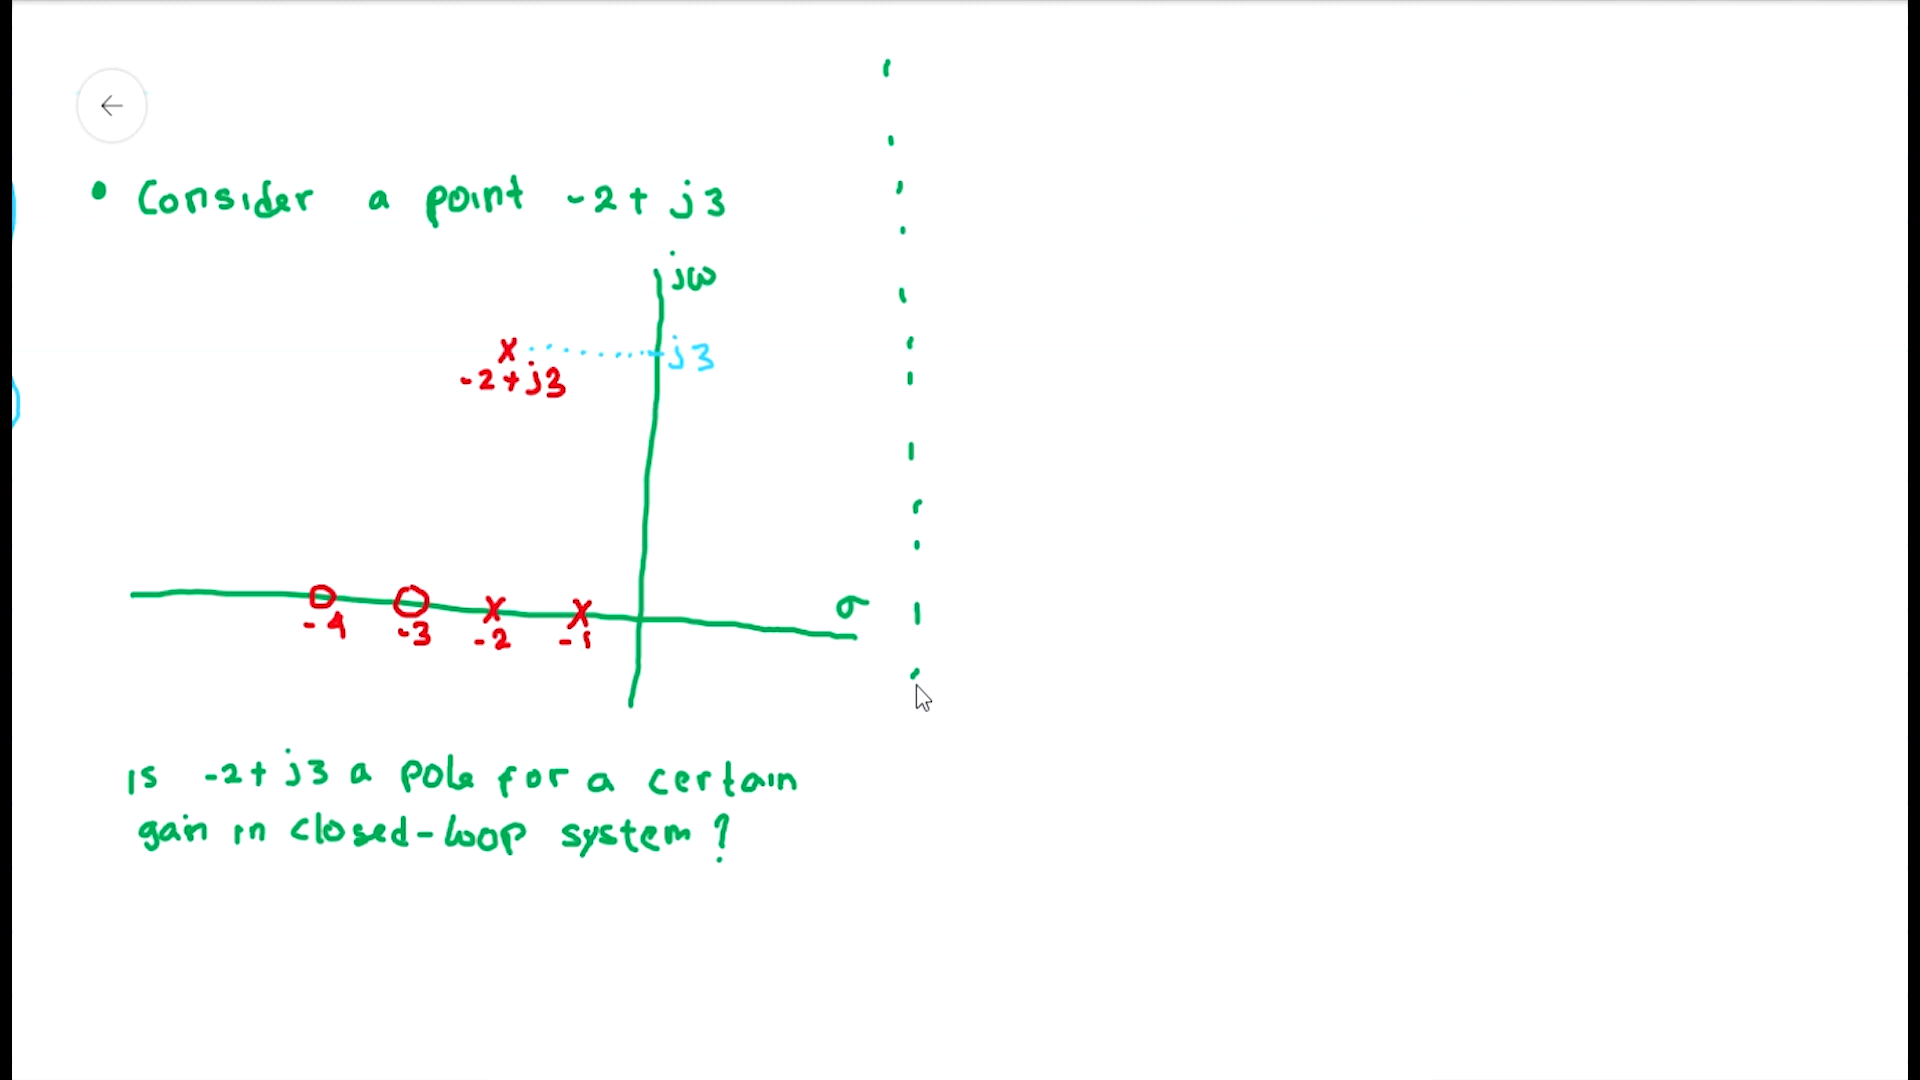 • Consider a point -2+ j3
jω
j3
-2+j3
σ
-4 -3 -2 -1
is -2+ j3 a pole for a certain
gain in closed-loop system?